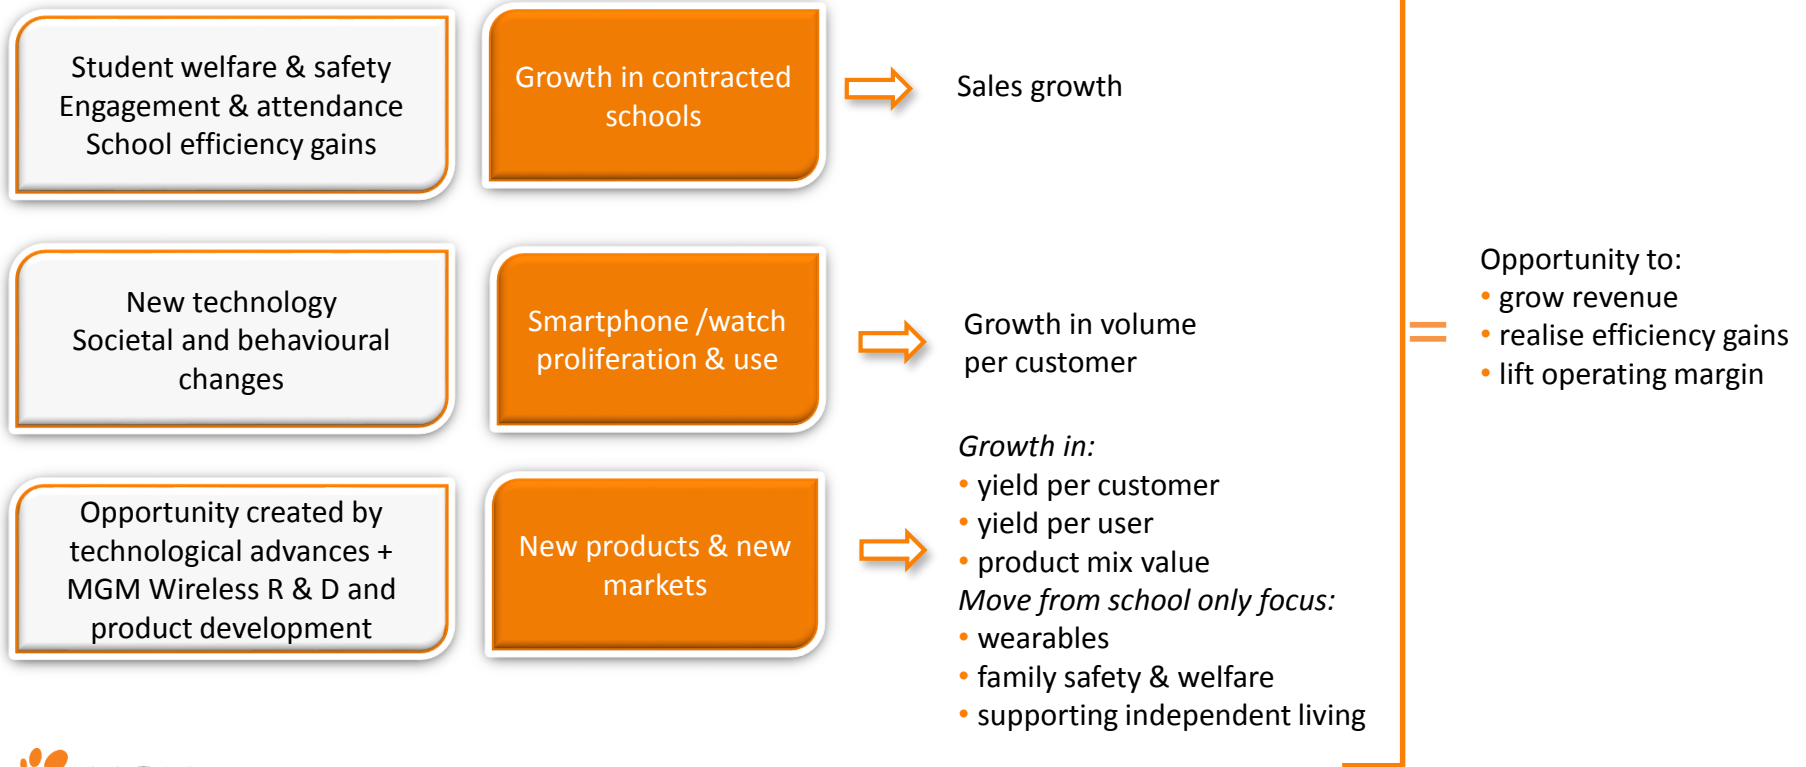 Student welfare & safety
Engagement & attendance
School efficiency gains
Growth in contracted
schools
Sales growth
New technology
Societal and behavioural
changes
Smartphone /watch
proliferation & use
Growth in volume
per customer
Opportunity created by
technological advances +
MGM Wireless R & D and
product development
New products & new
markets
Growth in:
• yield per customer
• yield per user
• product mix value
Move from school only focus:
• wearables
• family safety & welfare
• supporting independent living
=
Opportunity to:
• grow revenue
• realise efficiency gains
• lift operating margin